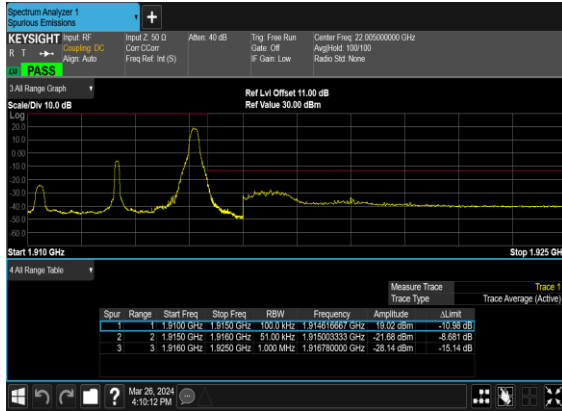 Spectrum Analyzer 1
Spurious Emissions
+
KEYSIGHT Input: RF Input Z: 50 Ω Atten: 40 dB Trig: Free Run Center Freq: 22.005000000 GHz
R T Coupling: DC Corr CCorr Gate: Off Avg|Hold: 100/100
Align: Auto Freq Ref: Int (S) IF Gain: Low Radio Std: None
LXI PASS
3 All Range Graph
Ref Lvl Offset 11.00 dB
Scale/Div 10.0 dB Ref Value 30.00 dBm
Log
20.0
10.0
0.00
-10.0
-20.0
-30.0
-40.0
-50.0
-60.0
Start 1.910 GHz Stop 1.925 GH
4 All Range Table
Measure Trace Trace 1
Trace Type Trace Average (Active)
Spur Range Start Freq Stop Freq RBW Frequency Amplitude ΔLimit
1 1 1.9100 GHz 1.9150 GHz 100.0 kHz 1.914616667 GHz 19.02 dBm -10.98 dB
2 2 1.9150 GHz 1.9160 GHz 51.00 kHz 1.915003333 GHz -21.68 dBm -8.681 dB
3 3 1.9160 GHz 1.9250 GHz 1.000 MHz 1.916780000 GHz -28.14 dBm -15.14 dB
? Mar 26, 2024
4:10:12 PM